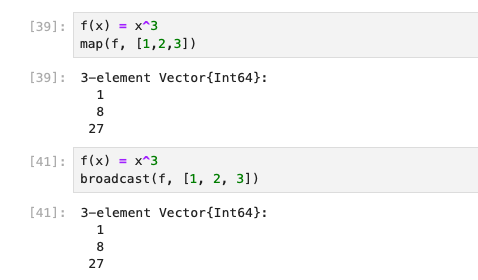 [39]: f(x) = x^3
map(f, [1,2,3])
[39]: 3-element Vector{Int64}:
1
8
27
[41]: f(x) = x^3
broadcast(f, [1, 2, 3])
[41]: 3-element Vector{Int64}:
1
8
27